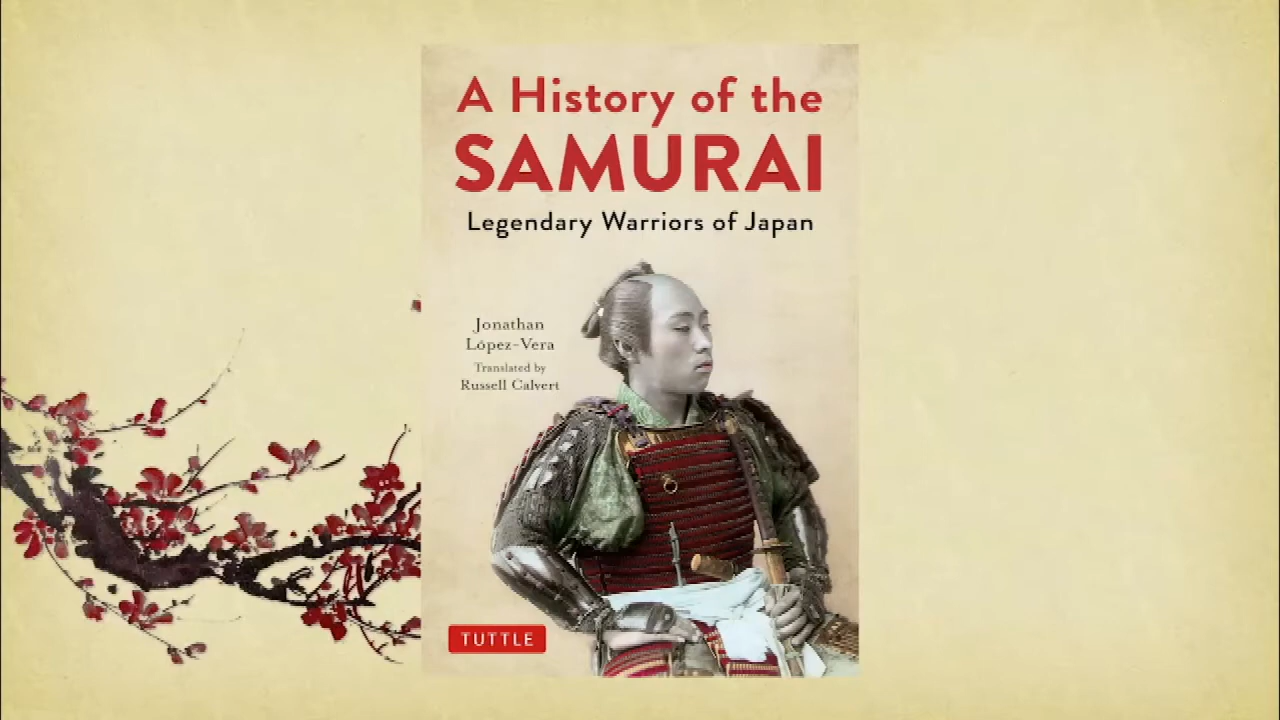 A History of the
SAMURAI
Legendary Warriors of Japan
Jonathan
López-Vera
Translated by
Russell Calvert
TUTTLE